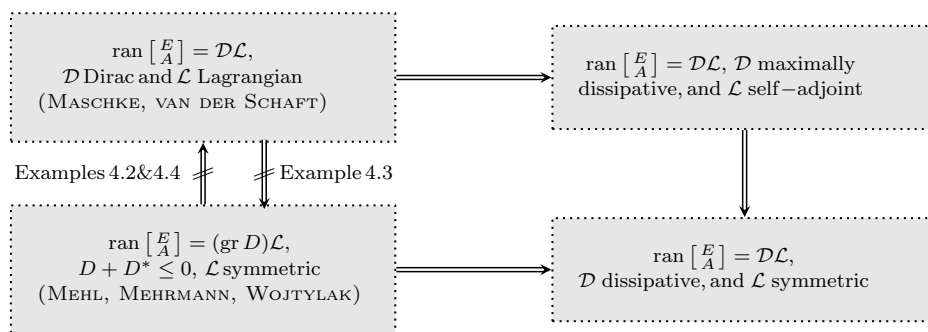 ran [E A] = 𝒟ℒ,
𝒟 Dirac and ℒ Lagrangian
(MASCHKE, VAN DER SCHAFT)
ran [E A] = 𝒟ℒ, 𝒟 maximally
dissipative, and ℒ self−adjoint
Examples 4.2&4.4
Example 4.3
ran [E A] = (gr D)ℒ,
D + D* ≤ 0, ℒ symmetric
(MEHL, MEHRMANN, WOJTYLAK)
ran [E A] = 𝒟ℒ,
𝒟 dissipative, and ℒ symmetric